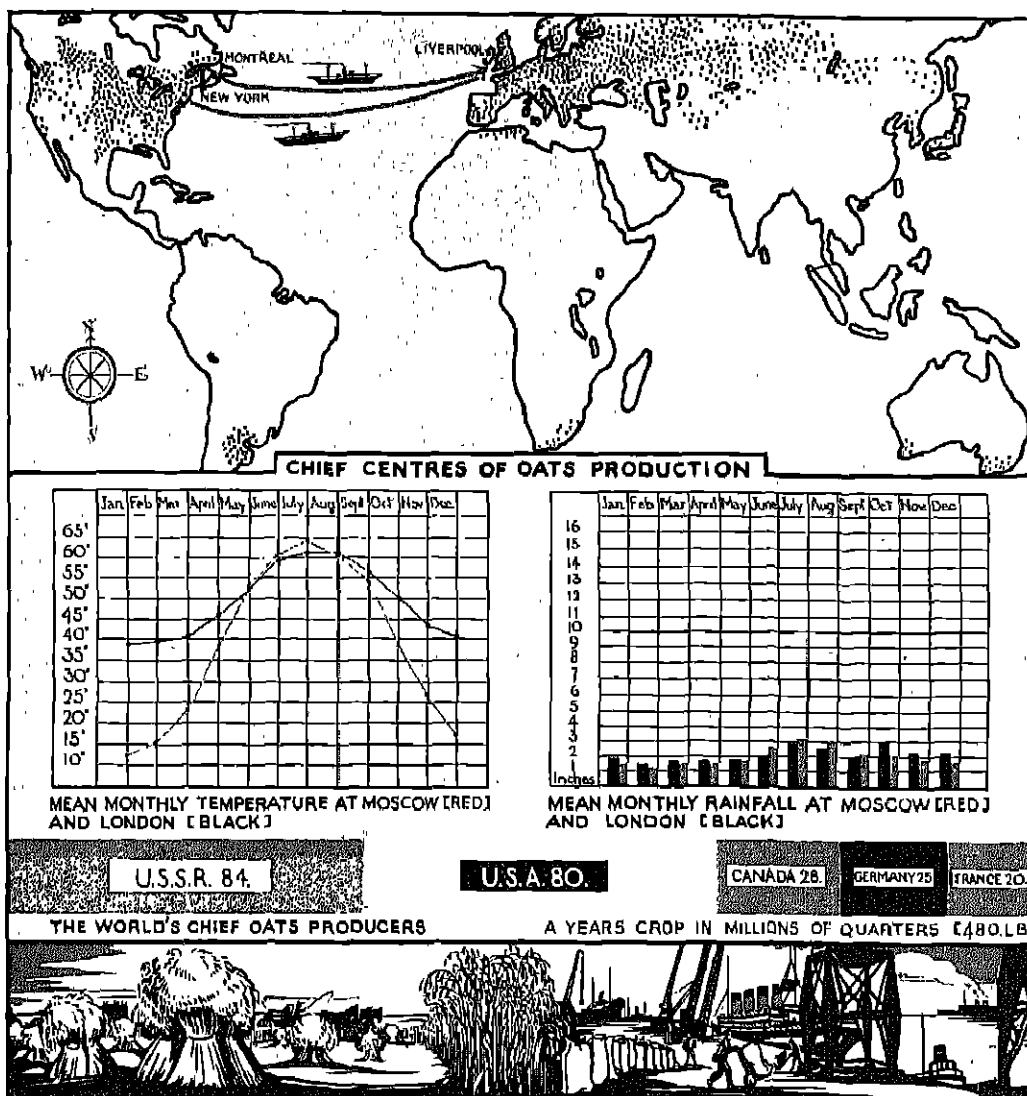 MONTREAL
LIVERPOOL
NEW YORK
N
W E
S
CHIEF CENTRES OF OATS PRODUCTION
Jan Feb Mar April May June July Aug Sept Oct Nov Dec
65°
60°
55°
50°
45°
40°
35°
30°
25°
20°
15°
10°
MEAN MONTHLY TEMPERATURE AT MOSCOW [RED]
AND LONDON [BLACK]
Jan Feb Mar April May June July Aug Sept Oct Nov Dec
16
15
14
13
12
11
10
9
8
7
6
5
4
3
2
1
Inches
MEAN MONTHLY RAINFALL AT MOSCOW [RED]
AND LONDON [BLACK]
U.S.S.R. 84. U.S.A. 80. CANADA 28. GERMANY 25 FRANCE 20.
THE WORLD'S CHIEF OATS PRODUCERS A YEARS CROP IN MILLIONS OF QUARTERS [480.LB